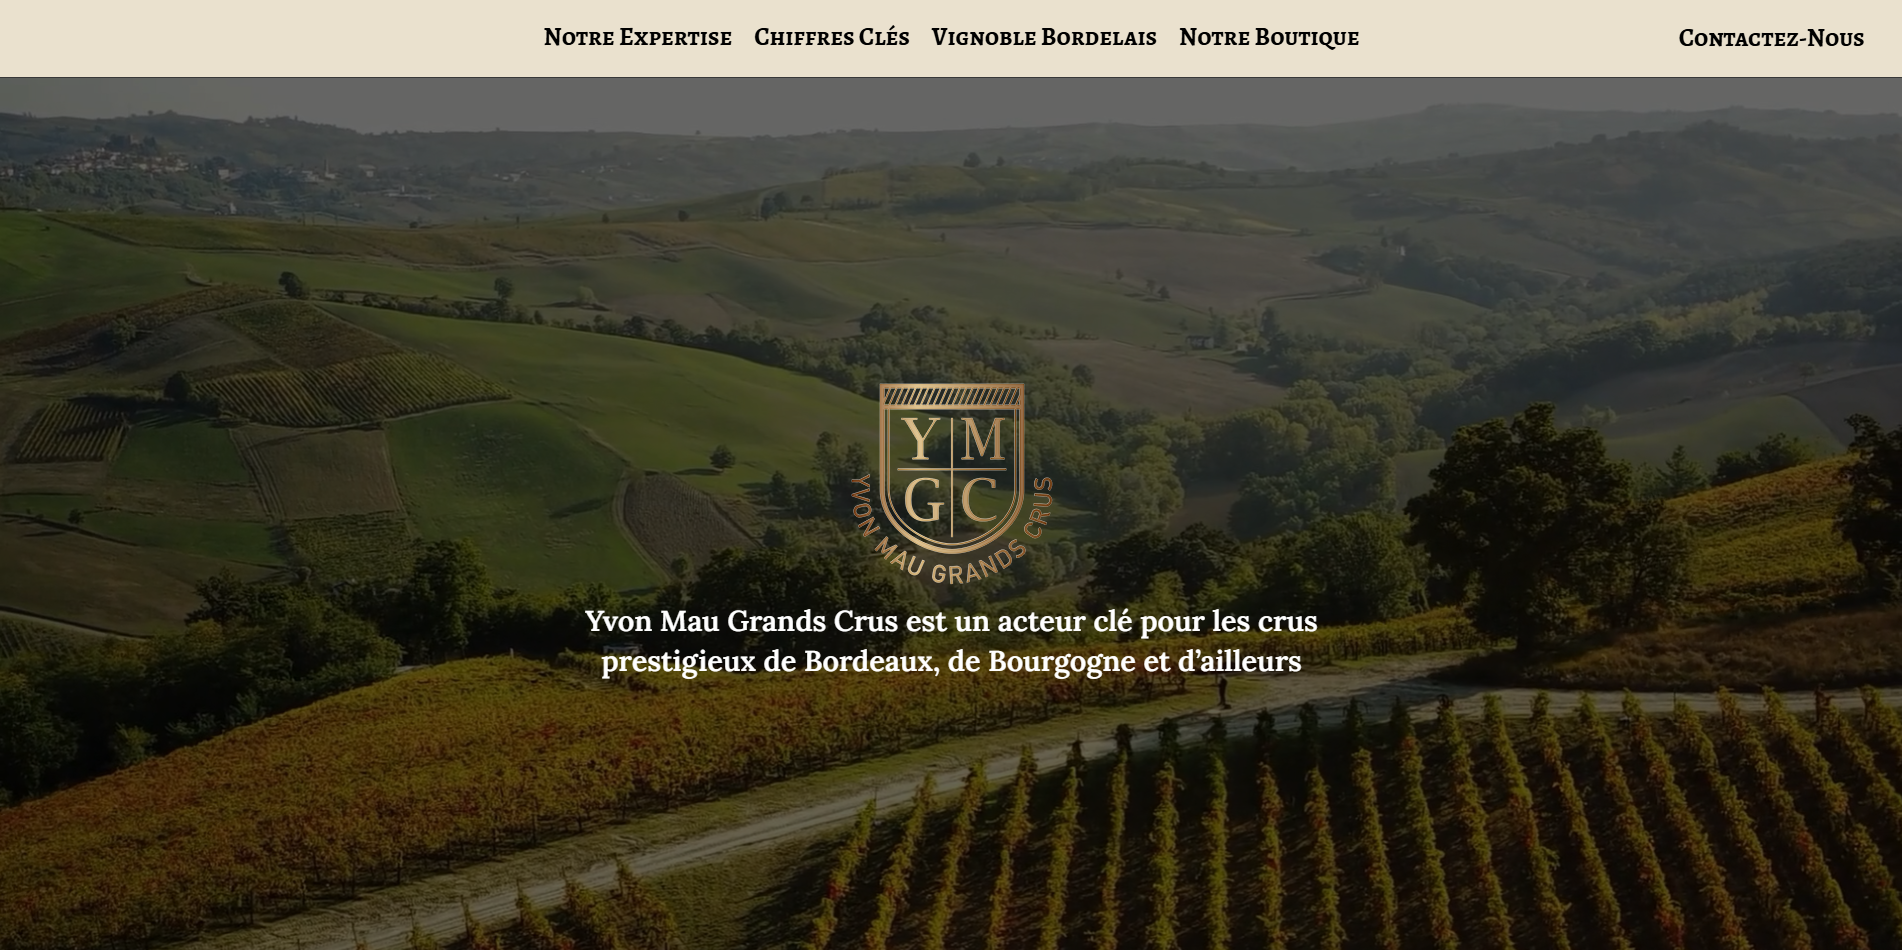 Notre Expertise Chiffres Clés Vignoble Bordelais Notre Boutique Contactez-Nous
Y M
G C
YVON MAU GRANDS CRUS
Yvon Mau Grands Crus est un acteur clé pour les crus
prestigieux de Bordeaux, de Bourgogne et d’ailleurs